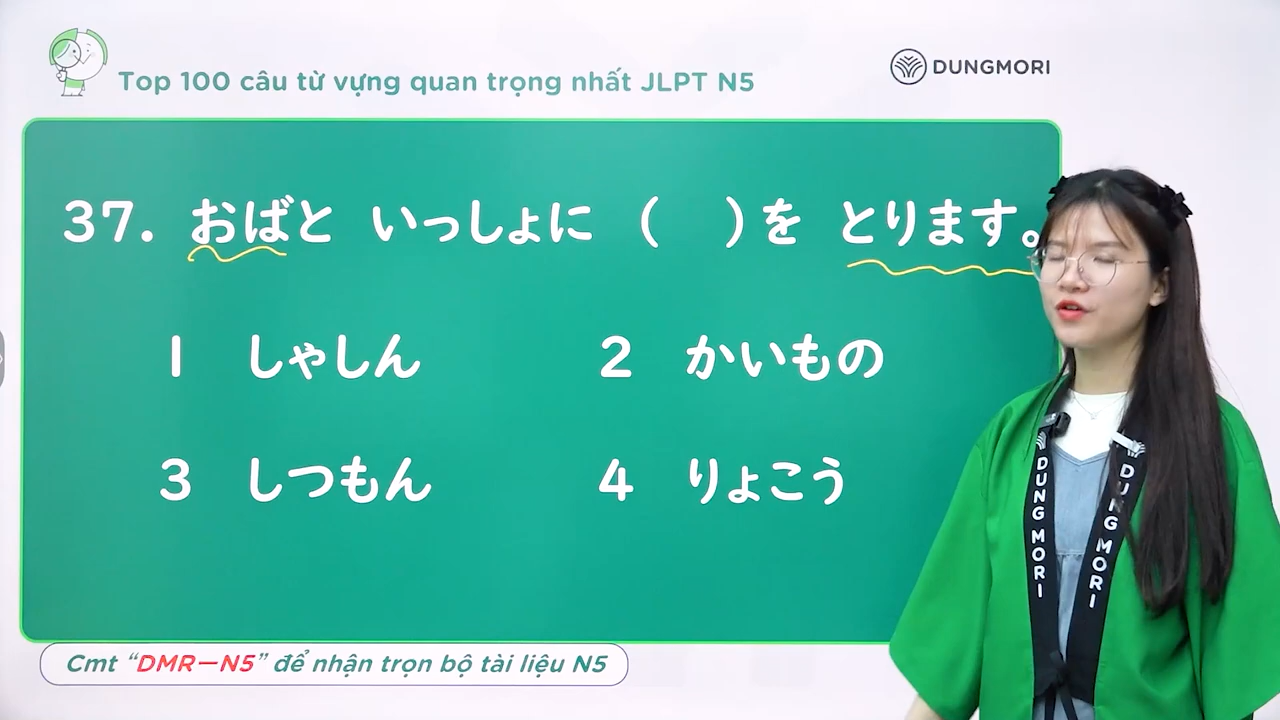 Top 100 câu từ vựng quan trọng nhất JLPT N5
DUNGMORI
37. おばと いっしょに ( )を とります。
1 しゃしん
2 かいもの
3 しつもん
4 りょこう
DUNG MORI
DUNG MORI
Cmt “DMR–N5” để nhận trọn bộ tài liệu N5